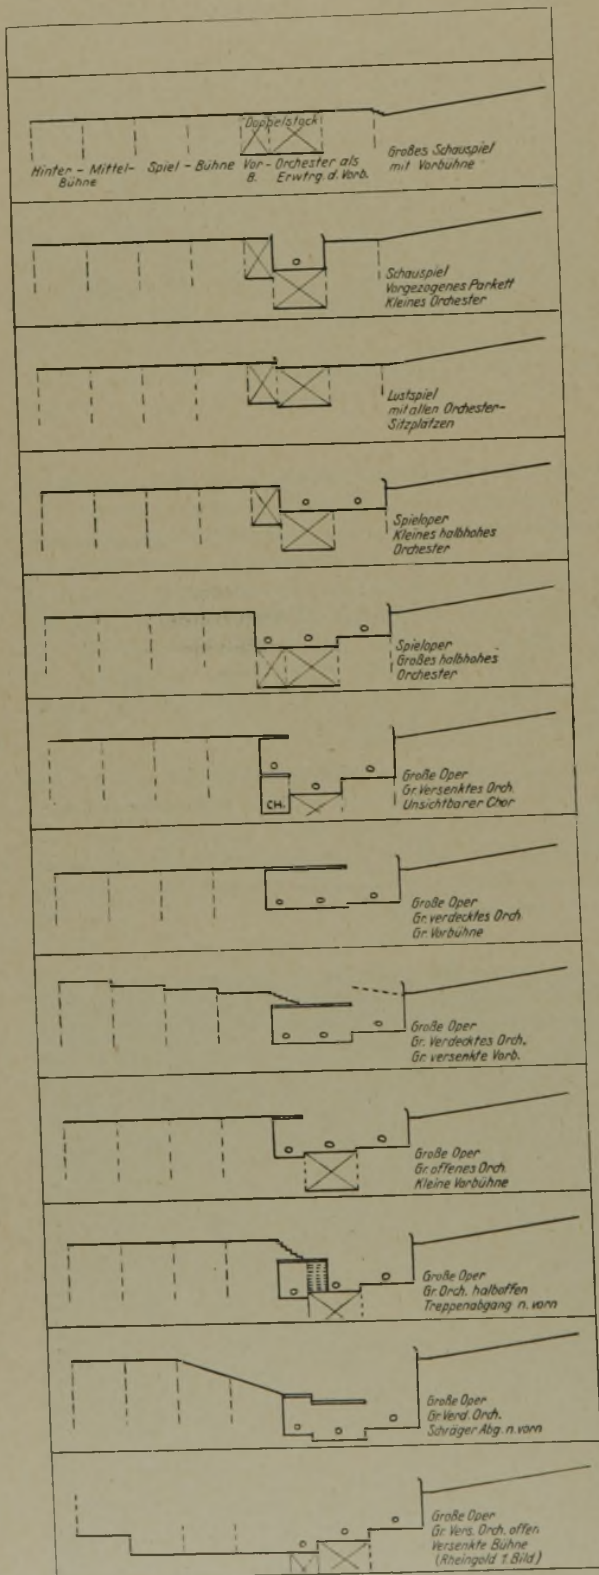 Doppelstock
Hinter – Mittel-
Bühne
Spiel – Bühne
Vor –
B.
Orchester als
Erwtrg. d. Vorb.
Großes Schauspiel
mit Vorbühne
Schauspiel
Vorgezogenes Parkett
Kleines Orchester
Lustspiel
mit allen Orchester-
Sitzplatzen
Spieloper
Kleines halbhohes
Orchester
Spieloper
Großes halbhohes
Orchester
CH.
Große Oper
Gr. Versenktes Orch.
Unsichtbarer Chor
Große Oper
Gr. verdecktes Orch
Gr. Vorbühne
Große Oper
Gr. Verdecktes Orch.
Gr. versenkte Vorb.
Große Oper
Gr. offenes Orch.
Kleine Vorbühne
Große Oper
Gr. Orch. halboffen
Treppenabgang n. vorn
Große Oper
Gr. Verd. Orch.
Schräger Abg. n. vorn
Große Oper
Gr. Vers. Orch. offen
Versenkte Bühne
(Rheingold 1. Bild)